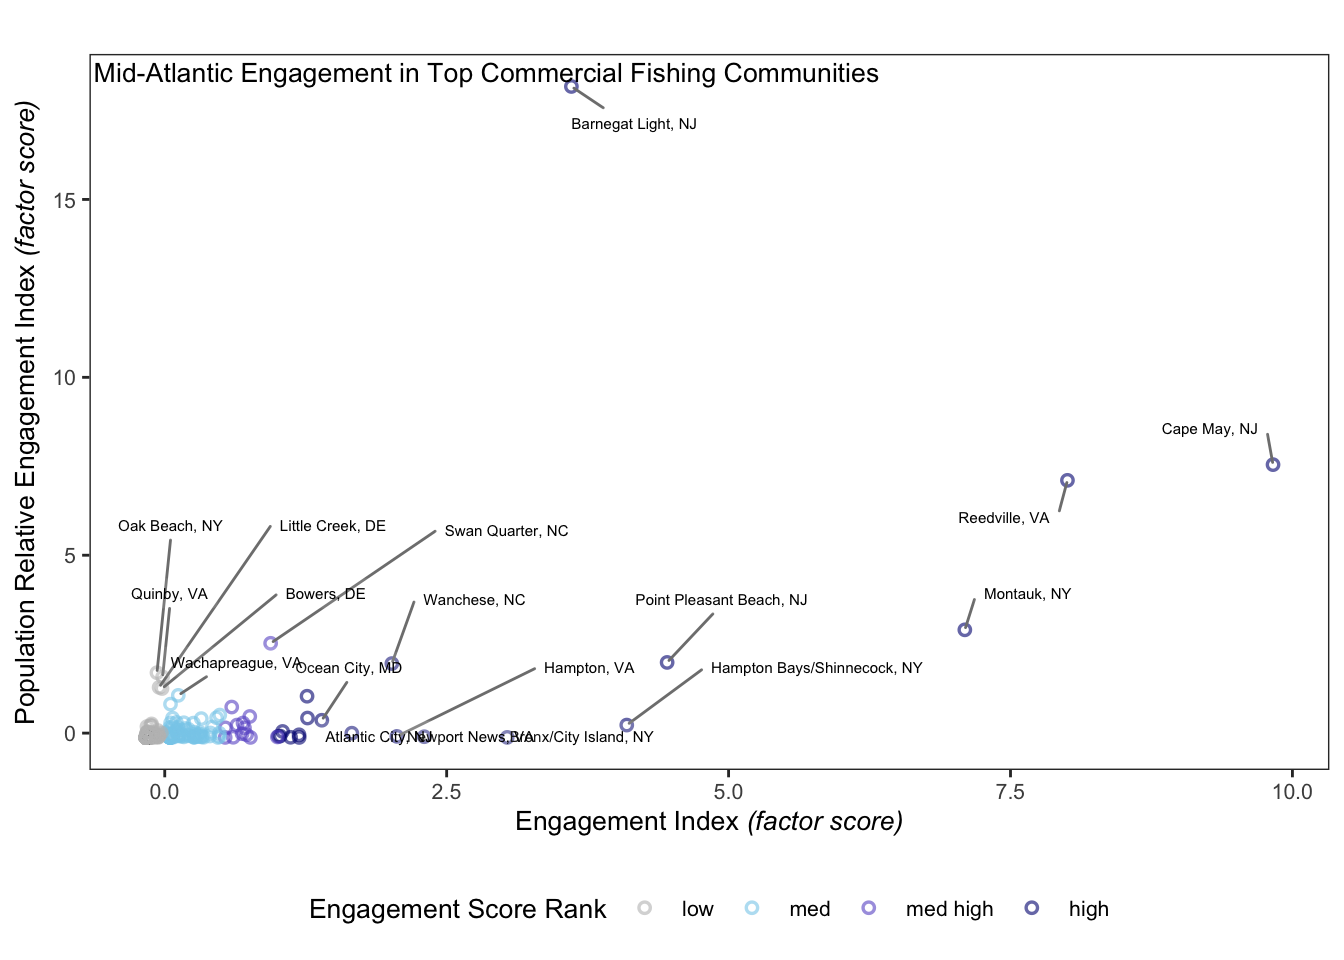 Mid-Atlantic Engagement in Top Commercial Fishing Communities
Barnegat Light, NJ
Cape May, NJ
Reedville, VA
Oak Beach, NY
Little Creek, DE
Swan Quarter, NC
Quinby, VA
Bowers, DE
Wanchese, NC
Point Pleasant Beach, NJ
Montauk, NY
Wachapreague, VA
Ocean City, MD
Hampton, VA
Hampton Bays/Shinnecock, NY
Atlantic City, NJ
Newport News, VA
Bronx/City Island, NY
15
10
5
0
Population Relative Engagement Index (factor score)
0.0
2.5
5.0
7.5
10.0
Engagement Index (factor score)
Engagement Score Rank
low
med
med high
high